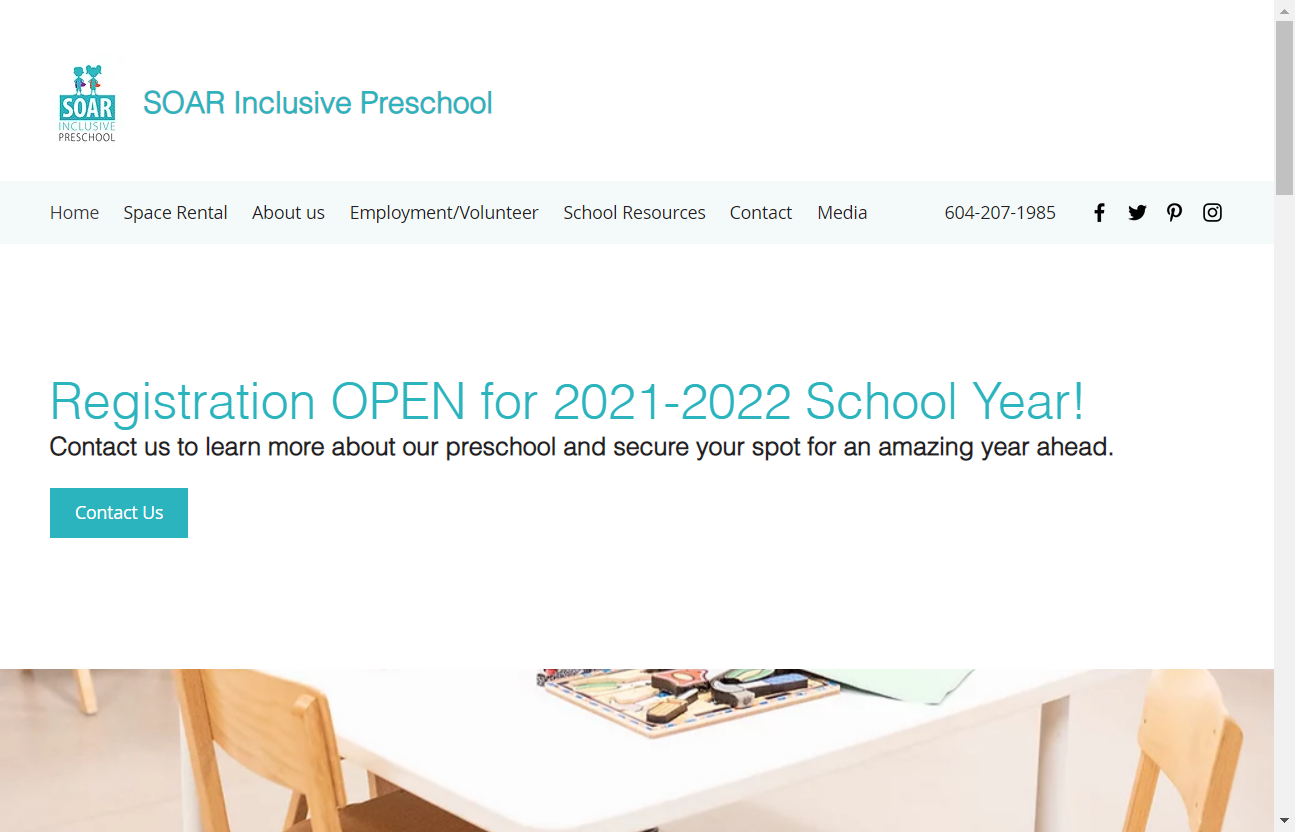 SOAR
INCLUSIVE
PRESCHOOL
SOAR Inclusive Preschool
Home Space Rental About us Employment/Volunteer School Resources Contact Media 604-207-1985
Registration OPEN for 2021-2022 School Year!
Contact us to learn more about our preschool and secure your spot for an amazing year ahead.
Contact Us